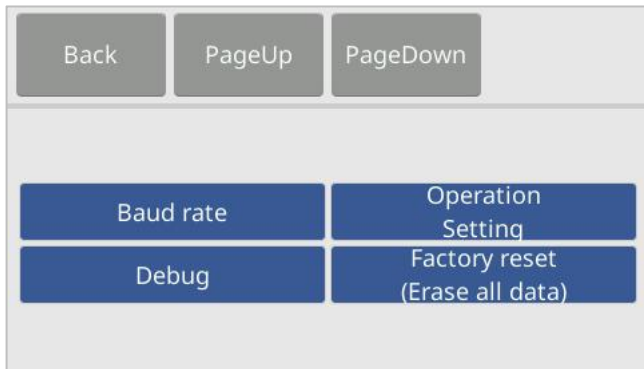 Back
PageUp
PageDown
Baud rate
Operation
Setting
Debug
Factory reset
(Erase all data)